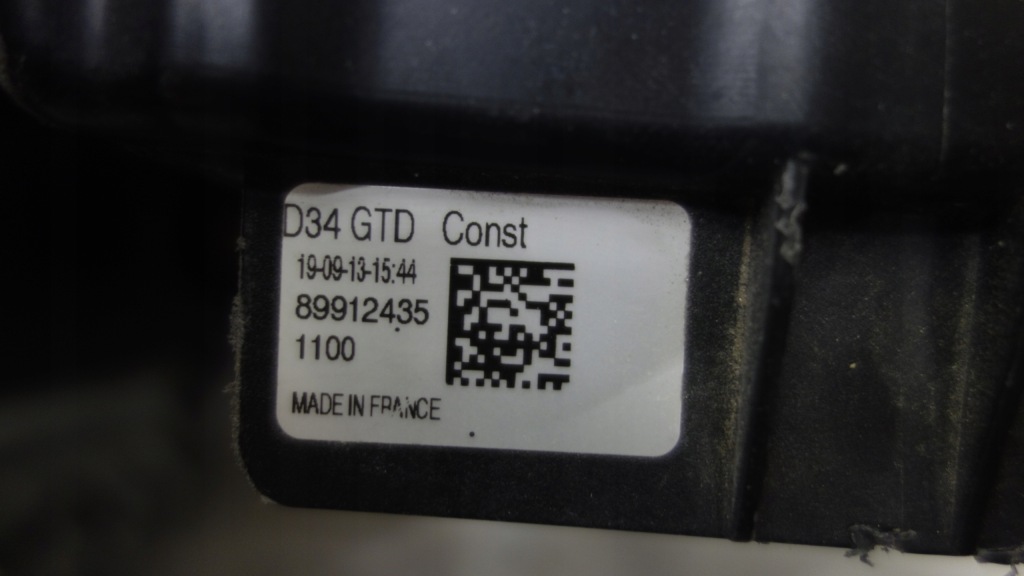 D34 GTD Const
19-09-13-15:44
89912435
1100
MADE IN FRANCE